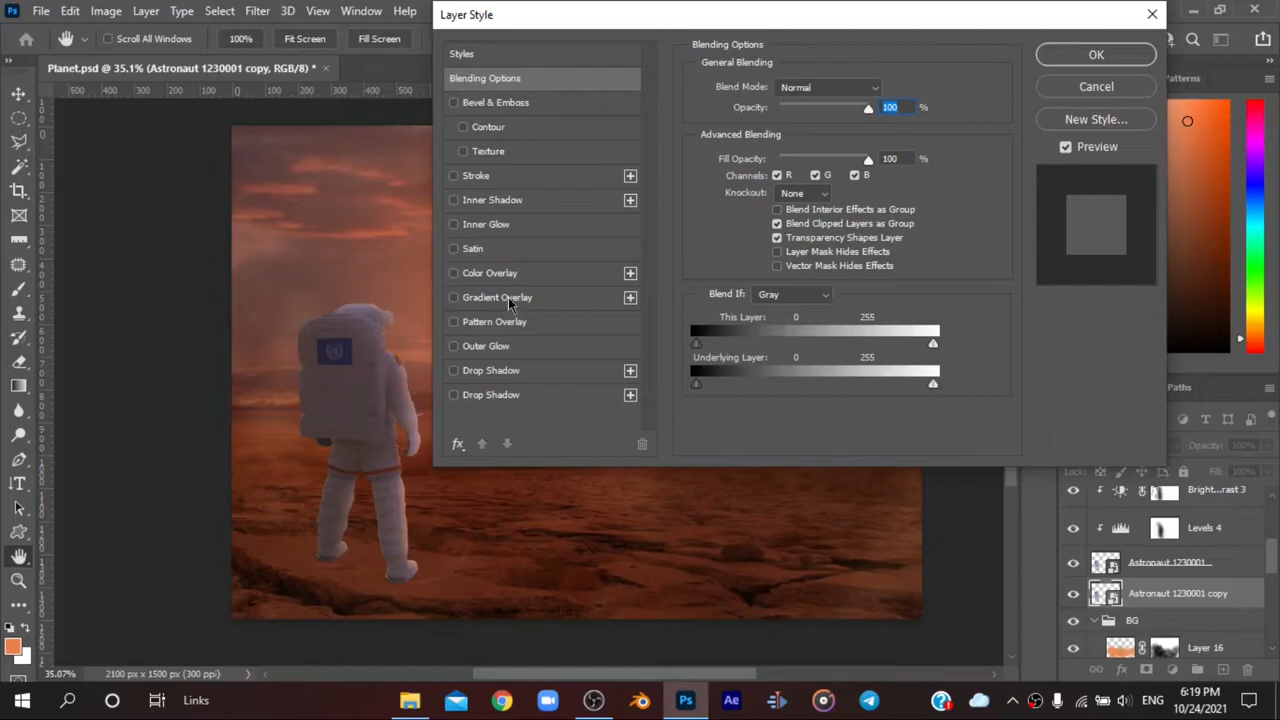 File Edit Image Layer Type Select Filter 3D View Window Help
Layer Style
Scroll All Windows 100% Fit Screen Fill Screen
Planet.psd @ 35.1% (Astronaut 1230001 copy, RGB/8) *
500 400 300 200 100 0 100 200 300 400 500
Styles
Blending Options
Bevel & Emboss
Contour
Texture
Stroke
Inner Shadow
Inner Glow
Satin
Color Overlay
Gradient Overlay
Pattern Overlay
Outer Glow
Drop Shadow
Drop Shadow
fx
Blending Options
General Blending
Blend Mode: Normal
Opacity: 100 %
Advanced Blending
Fill Opacity: 100 %
Channels: R G B
Knockout: None
Blend Interior Effects as Group
Blend Clipped Layers as Group
Transparency Shapes Layer
Layer Mask Hides Effects
Vector Mask Hides Effects
Blend If: Gray
This Layer: 0 255
Underlying Layer: 0 255
OK
Cancel
New Style...
Preview
Patterns
Paths
Opacity: 100%
Lock: Fill: 100%
Bright...rast 3
Levels 4
Astronaut 1230001
Astronaut 1230001 copy
BG
Layer 16
35.07% 2100 px x 1500 px (300 ppi)
Links
Ps
Ae
ENG
6:19 PM
10/24/2021